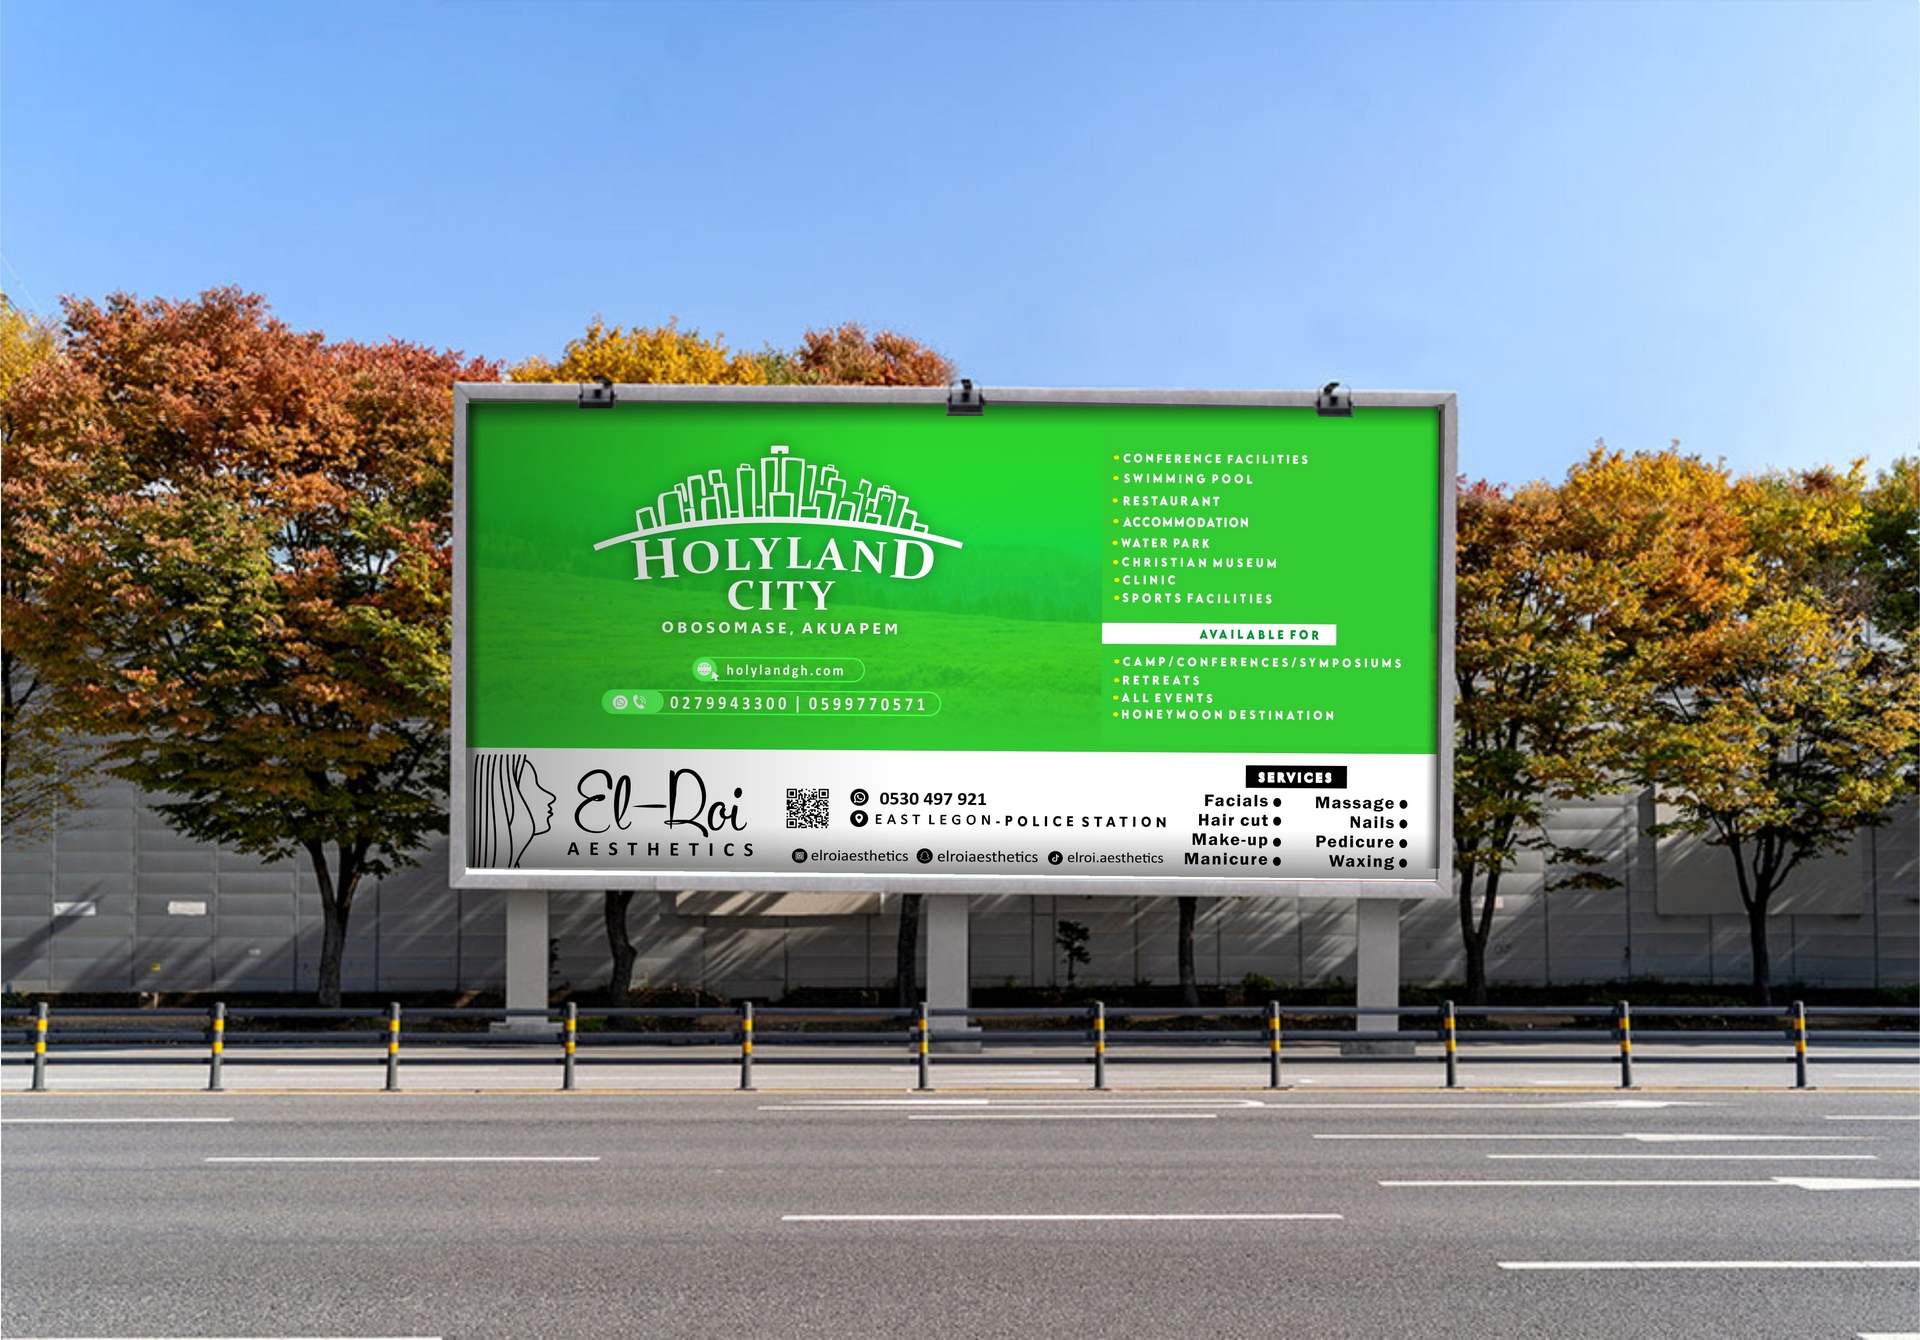 HOLYLAND
CITY
OBOSOMASE, AKUAPEM
holylandgh.com
0279943300 | 0599770571
• CONFERENCE FACILITIES
• SWIMMING POOL
• RESTAURANT
• ACCOMMODATION
• WATER PARK
• CHRISTIAN MUSEUM
• CLINIC
• SPORTS FACILITIES
AVAILABLE FOR
• CAMP/CONFERENCES/SYMPOSIUMS
• RETREATS
• ALL EVENTS
• HONEYMOON DESTINATION
El-Roi
AESTHETICS
0530 497 921
EAST LEGON-POLICE STATION
elroiaesthetics elroiaesthetics elroi.aesthetics
SERVICES
Facials •
Hair cut •
Make-up •
Manicure •
Massage •
Nails •
Pedicure •
Waxing •